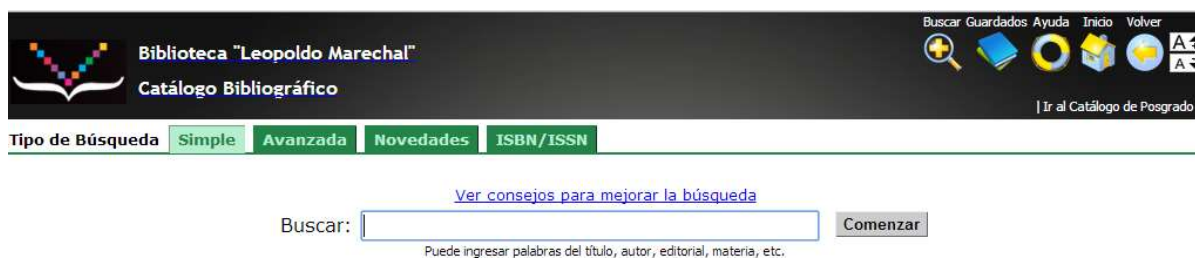 Buscar Guardados Ayuda Inicio Volver
A
A
Biblioteca "Leopoldo Marechal"
Catálogo Bibliográfico
| Ir al Catálogo de Posgrado
Tipo de Búsqueda Simple Avanzada Novedades ISBN/ISSN
Ver consejos para mejorar la búsqueda
Buscar: Comenzar
Puede ingresar palabras del título, autor, editorial, materia, etc.